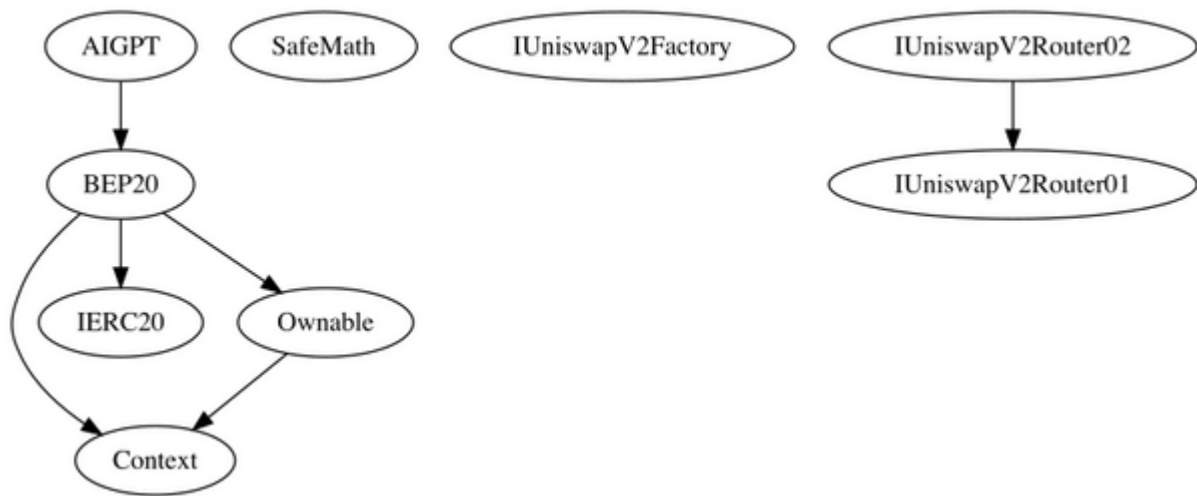 AIGPT
SafeMath
IUniswapV2Factory
IUniswapV2Router02
BEP20
IUniswapV2Router01
IERC20
Ownable
Context